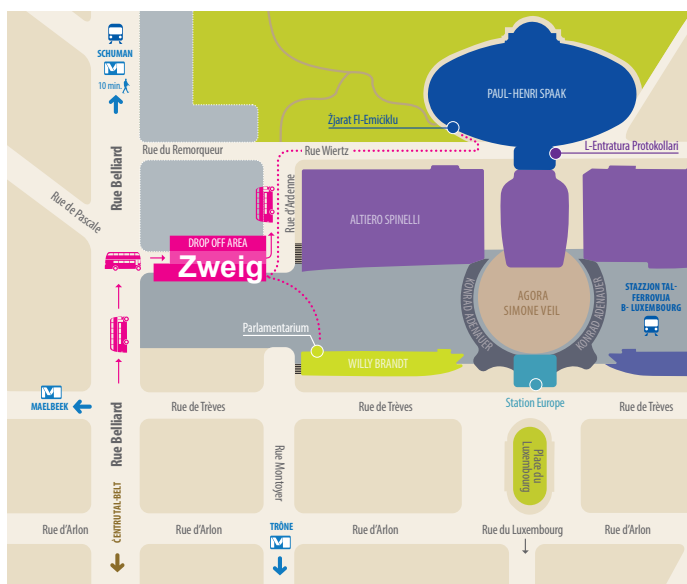 SCHUMAN
M
10 min.
PAUL-HENRI SPAAK
Żjarat Fl-Emiċiklu
Rue du Remorqueur
Rue Wiertz
L-Entratura Protokollari
Rue Belliard
Rue de Pascale
Rue d'Ardenne
ALTIERO SPINELLI
DROP OFF AREA
Zweig
KONRAD ADENAUER
AGORA
SIMONE VEIL
KONRAD ADENAUER
STAZZJON TAL-
FERROVIJA
B- LUXEMBOURG
Parlamentarium
WILLY BRANDT
M
MAELBEEK
Rue de Trèves
Rue de Trèves
Station Europe
Rue de Trèves
Rue Belliard
Rue Montoyer
Place du
Luxembourg
ĊENTRU TAL-BELT
Rue d'Arlon
Rue d'Arlon
TRÔNE
M
Rue d'Arlon
Rue du Luxembourg
Rue d'Arlon